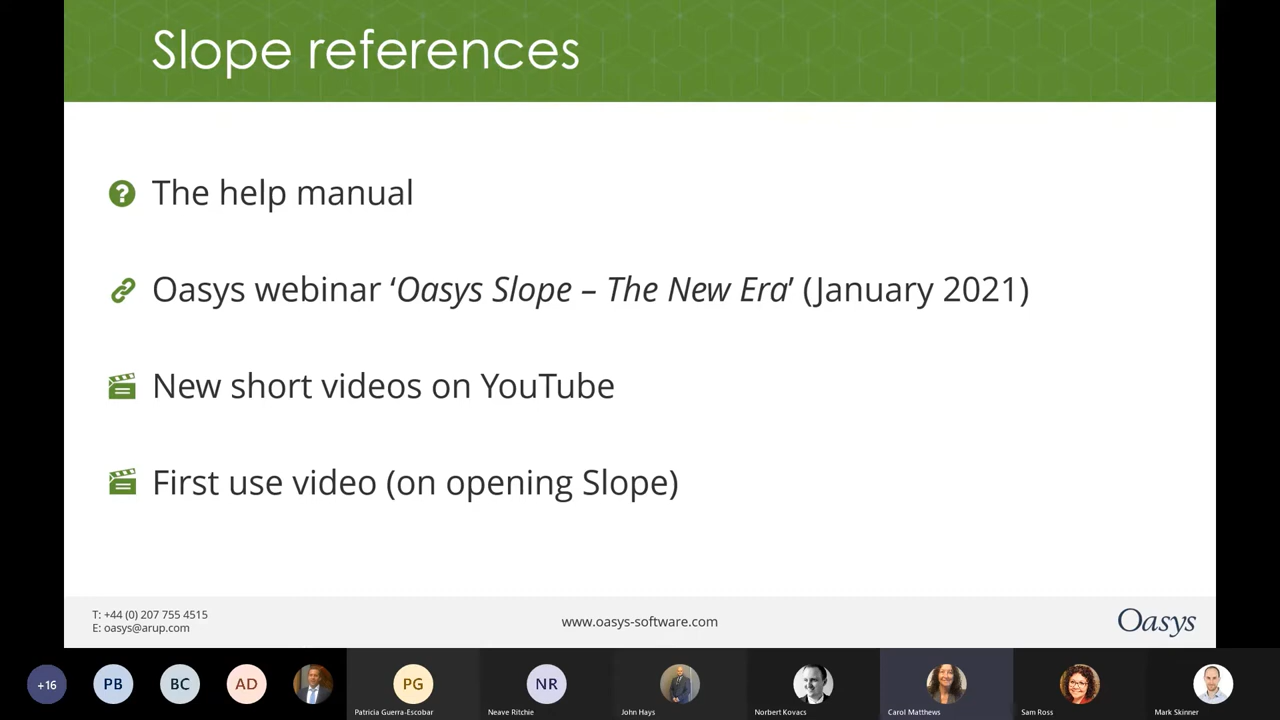 Slope references
The help manual
Oasys webinar ‘Oasys Slope – The New Era’ (January 2021)
New short videos on YouTube
First use video (on opening Slope)
T: +44 (0) 207 755 4515
E: oasys@arup.com
www.oasys-software.com
Oasys
+16
PB
BC
AD
PG
NR
Patricia Guerra-Escobar
Neave Ritchie
John Hays
Norbert Kovacs
Carol Matthews
Sam Ross
Mark Skinner